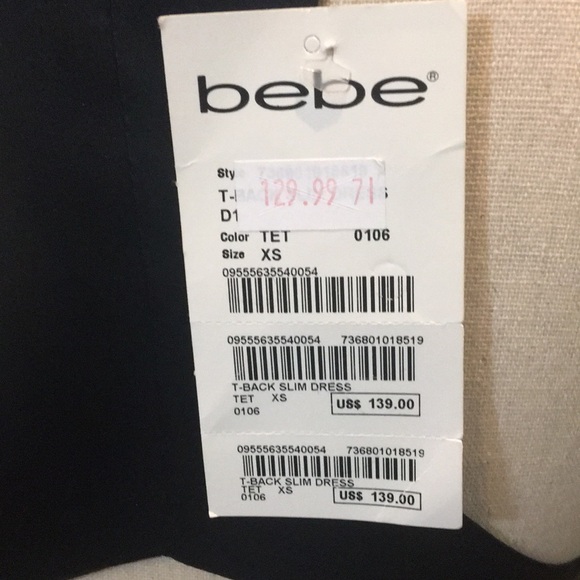 bebe®
Sty
129.99 71
T-
D1
Color TET 0106
Size XS
09555635540054
09555635540054 736801018519
T-BACK SLIM DRESS
TET XS
0106 US$ 139.00
09555635540054 736801018519
T-BACK SLIM DRESS
TET XS
0106 US$ 139.00